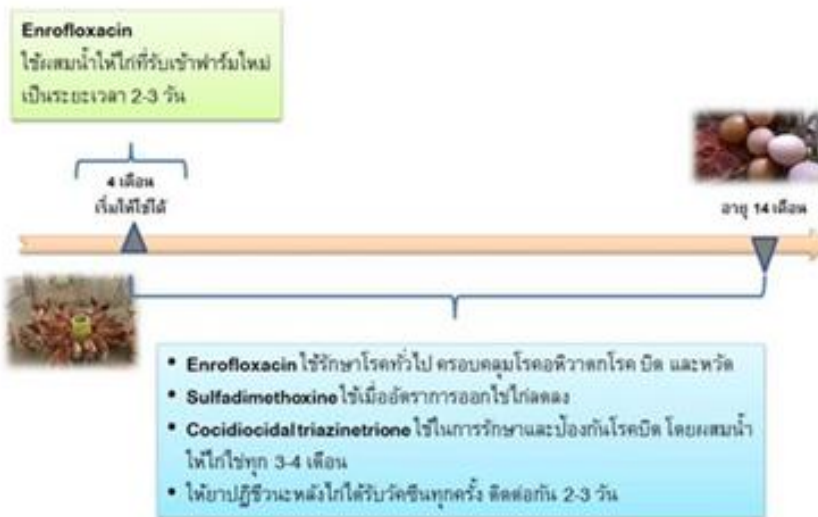 Enrofloxacin
ใช้ผสมน้ำให้ไก่ที่รับเข้าฟาร์มใหม่
เป็นระยะเวลา 2-3 วัน
4 เดือน
เริ่มให้ไข่ได้
อายุ 14 เดือน
• Enrofloxacin ใช้รักษาโรคทั่วไป ครอบคลุมโรคอหิวาตกโรค บิด และหวัด
• Sulfadimethoxine ใช้เมื่ออัตราการออกไข่ไก่ลดลง
• Cocidiocidal triazinetrione ใช้ในการรักษาและป้องกันโรคบิด โดยผสมน้ำ
ให้ไก่ไข่ทุก 3-4 เดือน
• ให้ยาปฏิชีวนะหลังไก่ได้รับวัคซีนทุกครั้ง ติดต่อกัน 2-3 วัน